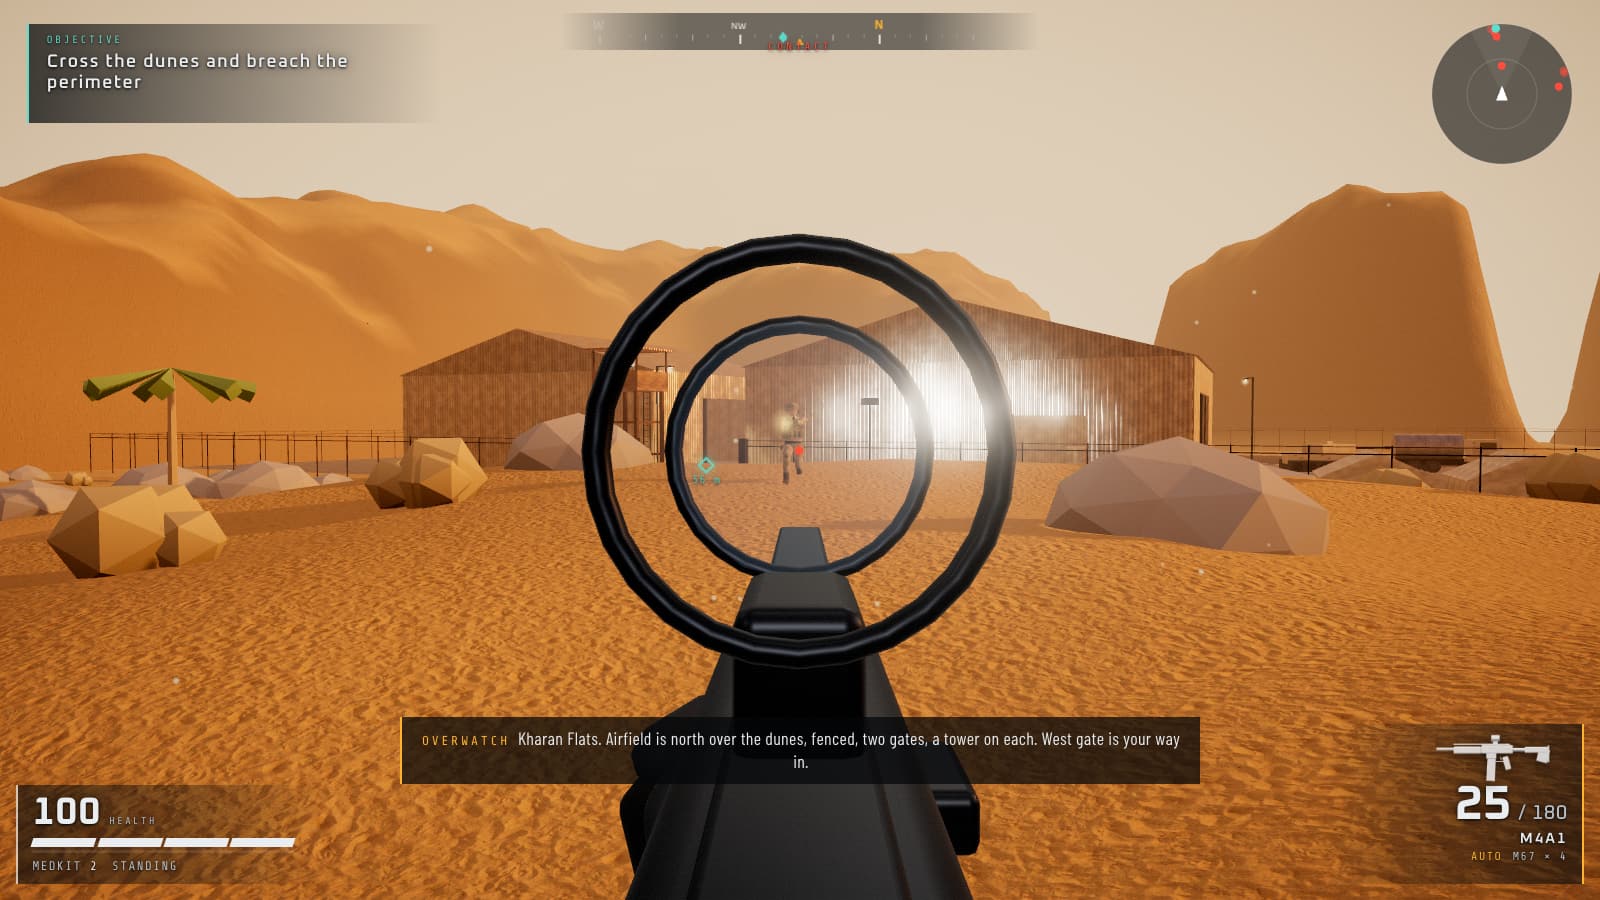 OBJECTIVE
Cross the dunes and breach the
perimeter
W
NW
N
CONTACT
OVERWATCH Kharan Flats. Airfield is north over the dunes, fenced, two gates, a tower on each. West gate is your way
in.
100 HEALTH
MEDKIT 2 STANDING
25 / 180
M4A1
AUTO M67 × 4